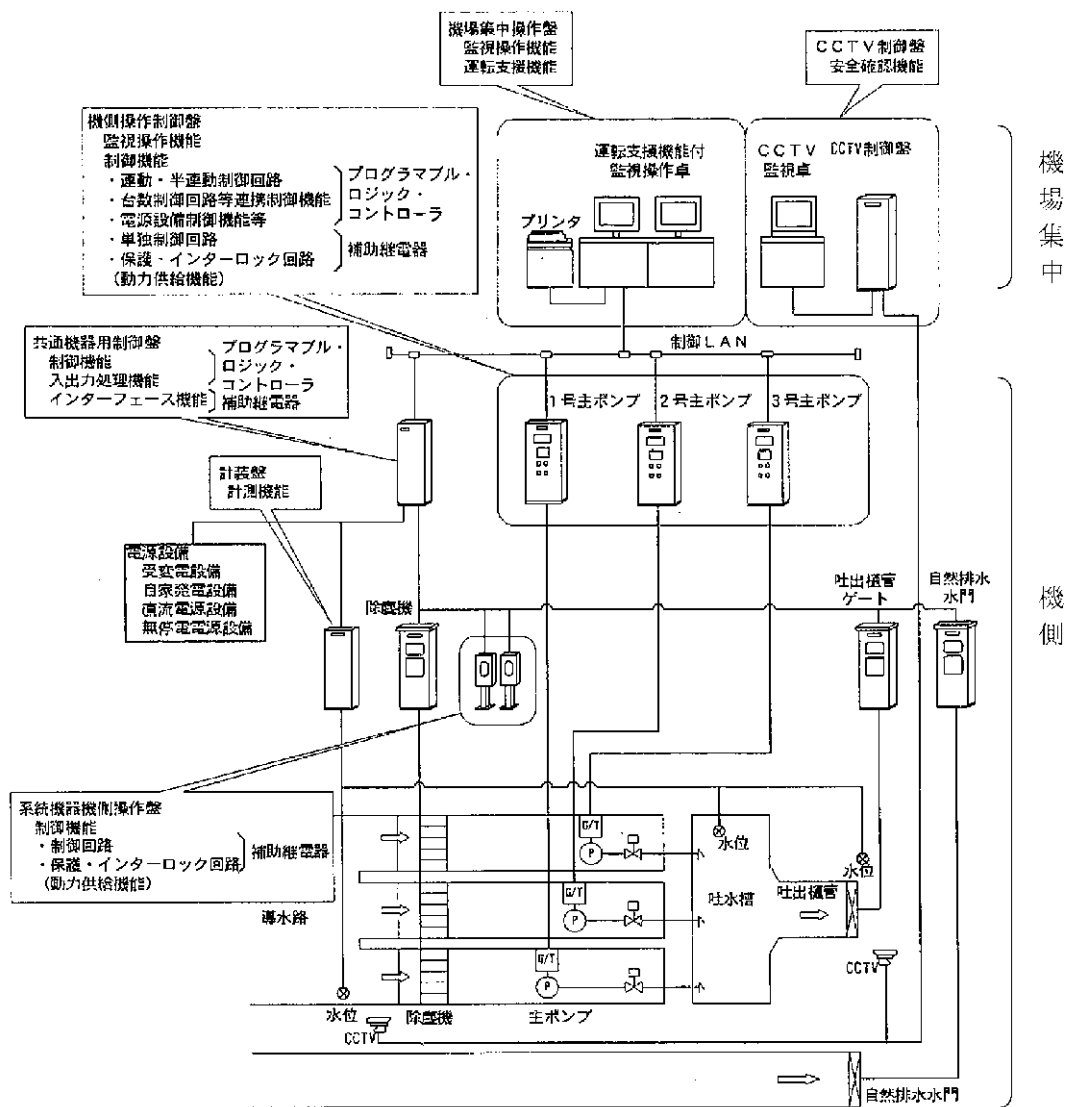 機場集中操作盤
監視操作機能
運転支援機能
CCTV制御盤
安全確認機能
機側操作制御盤
監視操作機能
制御機能
・運動・半連動制御回路
・台数制御回路等連携制御機能
・電源設備制御機能等
プログラマブル・
ロジック・
コントローラ
・単独制御回路
・保護・インターロック回路
補助継電器
(動力供給機能)
運転支援機能付
監視操作卓
プリンタ
CCTV
監視卓
CCTV制御盤
機場集中
制御LAN
共通機器用制御盤
制御機能
入出力処理機能
プログラマブル・
ロジック・
コントローラ
インターフェース機能
補助継電器
1号主ポンプ
2号主ポンプ
3号主ポンプ
計装盤
計測機能
電源設備
受変電設備
自家発電設備
直流電源設備
無停電電源設備
除塵機
吐出樋管
ゲート
自然排水
水門
機側
系統機器機側操作盤
制御機能
・制御回路
・保護・インターロック回路
補助継電器
(動力供給機能)
G/T
P
水位
水位
G/T
P
吐水槽
吐出樋管
導水路
G/T
P
CCTV
水位
除塵機
主ポンプ
CCTV
自然排水水門